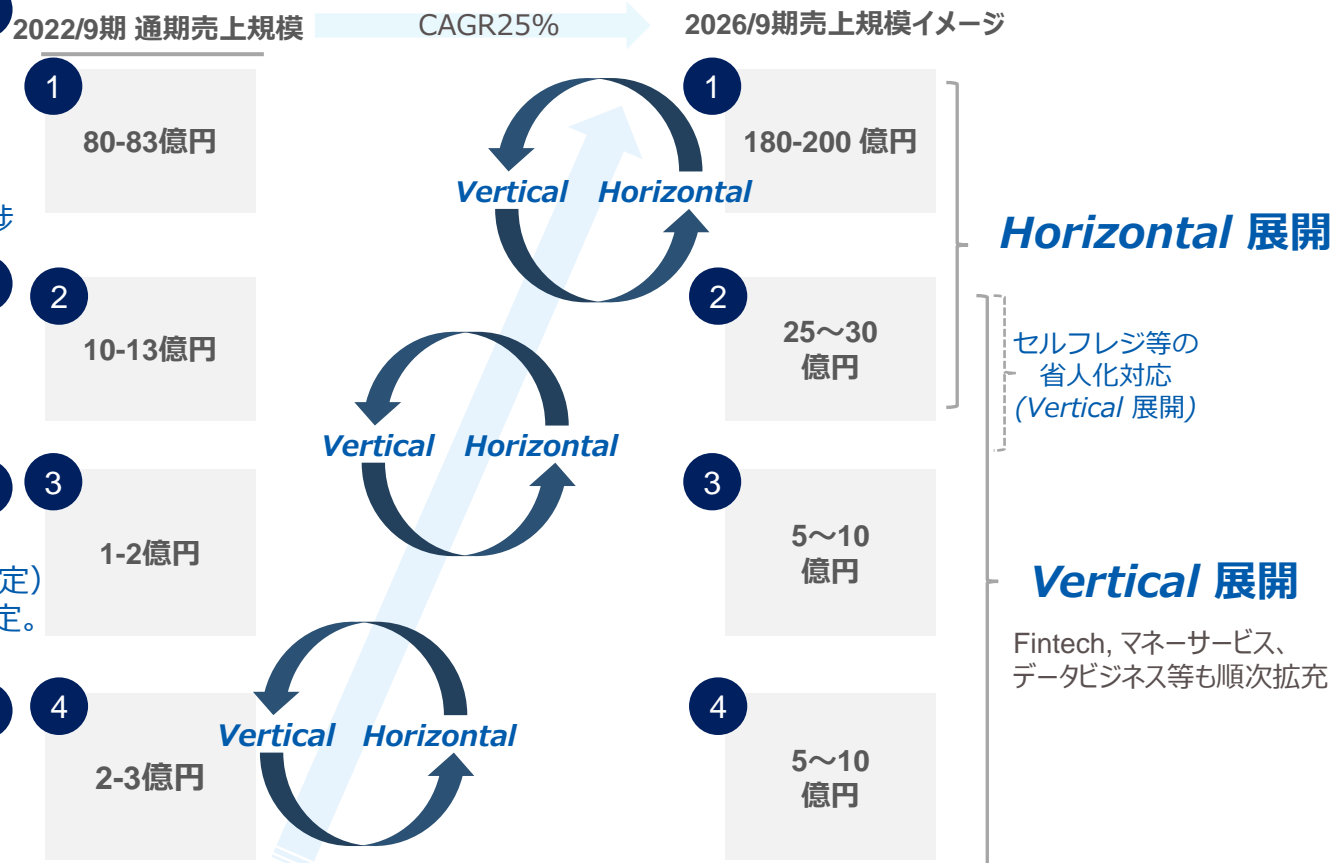 2022/9期 通期売上規模
CAGR25%
2026/9期売上規模イメージ
1
80-83億円
Vertical Horizontal
1
180-200 億円
Horizontal 展開
捗
2
10-13億円
Vertical Horizontal
2
25～30
億円
セルフレジ等の
省人化対応
(Vertical 展開)
3
1-2億円
定）
定。
3
5～10
億円
Vertical 展開
Fintech, マネーサービス、
データビジネス等も順次拡充
4
2-3億円
Vertical Horizontal
4
5～10
億円